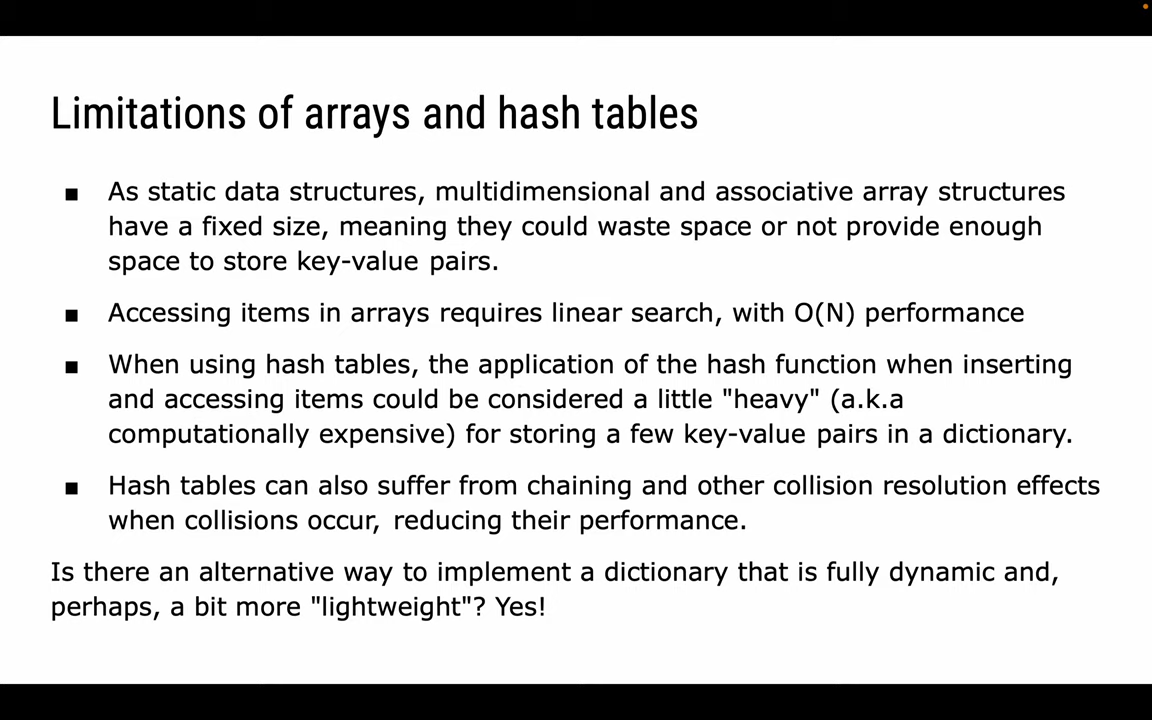 Limitations of arrays and hash tables
▪ As static data structures, multidimensional and associative array structures
have a fixed size, meaning they could waste space or not provide enough
space to store key-value pairs.
▪ Accessing items in arrays requires linear search, with O(N) performance
▪ When using hash tables, the application of the hash function when inserting
and accessing items could be considered a little "heavy" (a.k.a
computationally expensive) for storing a few key-value pairs in a dictionary.
▪ Hash tables can also suffer from chaining and other collision resolution effects
when collisions occur, reducing their performance.
Is there an alternative way to implement a dictionary that is fully dynamic and,
perhaps, a bit more "lightweight"? Yes!